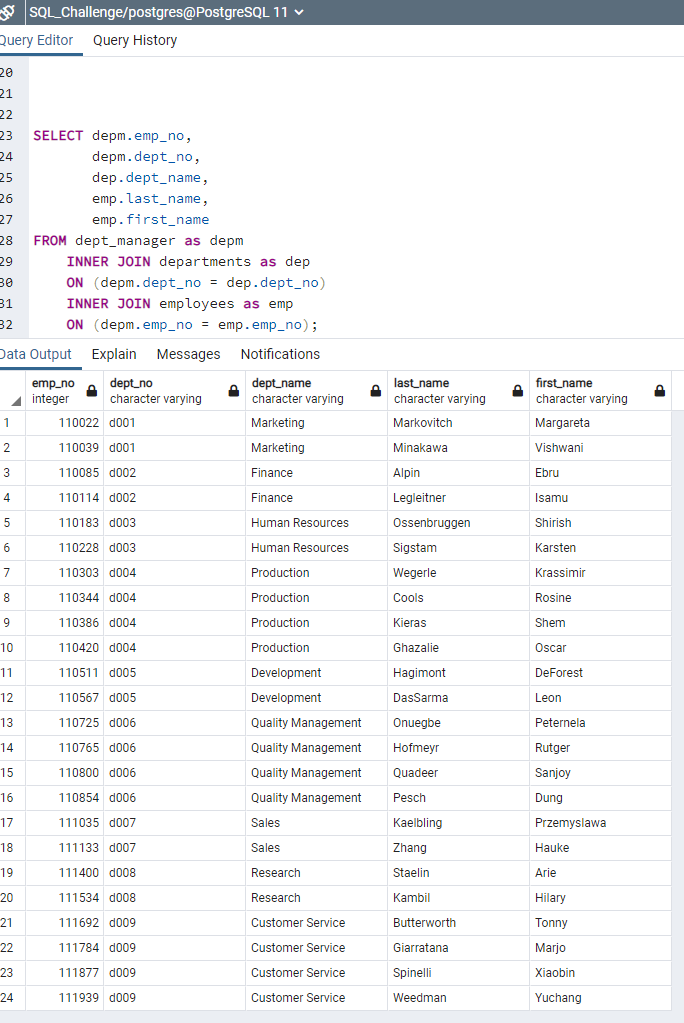 SQL_Challenge/postgres@PostgreSQL 11
Query Editor Query History
20
21
22
23 SELECT depm.emp_no,
24 depm.dept_no,
25 dep.dept_name,
26 emp.last_name,
27 emp.first_name
28 FROM dept_manager as depm
29 INNER JOIN departments as dep
30 ON (depm.dept_no = dep.dept_no)
31 INNER JOIN employees as emp
32 ON (depm.emp_no = emp.emp_no);
Data Output Explain Messages Notifications
emp_no dept_no dept_name last_name first_name
integer character varying character varying character varying character varying
1 110022 d001 Marketing Markovitch Margareta
2 110039 d001 Marketing Minakawa Vishwani
3 110085 d002 Finance Alpin Ebru
4 110114 d002 Finance Legleitner Isamu
5 110183 d003 Human Resources Ossenbruggen Shirish
6 110228 d003 Human Resources Sigstam Karsten
7 110303 d004 Production Wegerle Krassimir
8 110344 d004 Production Cools Rosine
9 110386 d004 Production Kieras Shem
10 110420 d004 Production Ghazalie Oscar
11 110511 d005 Development Hagimont DeForest
12 110567 d005 Development DasSarma Leon
13 110725 d006 Quality Management Onuegbe Peternela
14 110765 d006 Quality Management Hofmeyr Rutger
15 110800 d006 Quality Management Quadeer Sanjoy
16 110854 d006 Quality Management Pesch Dung
17 111035 d007 Sales Kaelbling Przemyslawa
18 111133 d007 Sales Zhang Hauke
19 111400 d008 Research Staelin Arie
20 111534 d008 Research Kambil Hilary
21 111692 d009 Customer Service Butterworth Tonny
22 111784 d009 Customer Service Giarratana Marjo
23 111877 d009 Customer Service Spinelli Xiaobin
24 111939 d009 Customer Service Weedman Yuchang